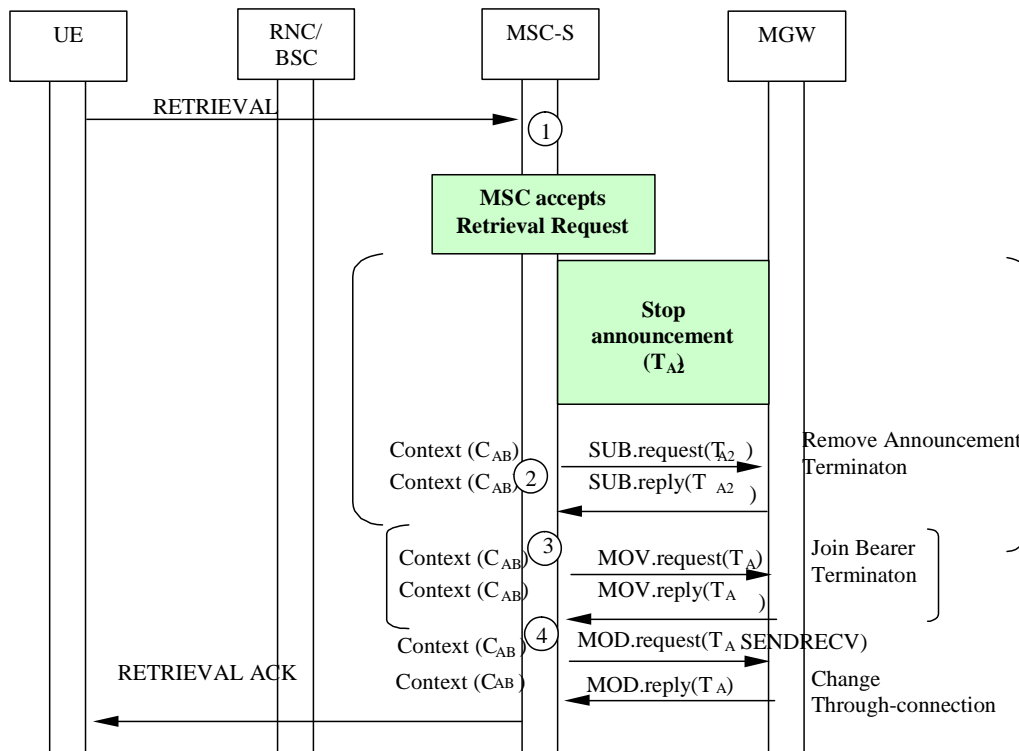 UE
RNC/
BSC
MSC-S
MGW
RETRIEVAL
1
MSC accepts
Retrieval Request
Stop
announcement
(TA2)
Context (CAB)
SUB.request(TA2 )
Remove Announcement
Terminaton
2
Context (CAB)
SUB.reply(T A2 )
3
Context (CAB)
MOV.request(TA)
Join Bearer
Terminaton
Context (CAB)
MOV.reply(TA )
4
Context (CAB)
MOD.request(TA SENDRECV)
RETRIEVAL ACK
Context (CAB)
MOD.reply(TA)
Change
Through-connection